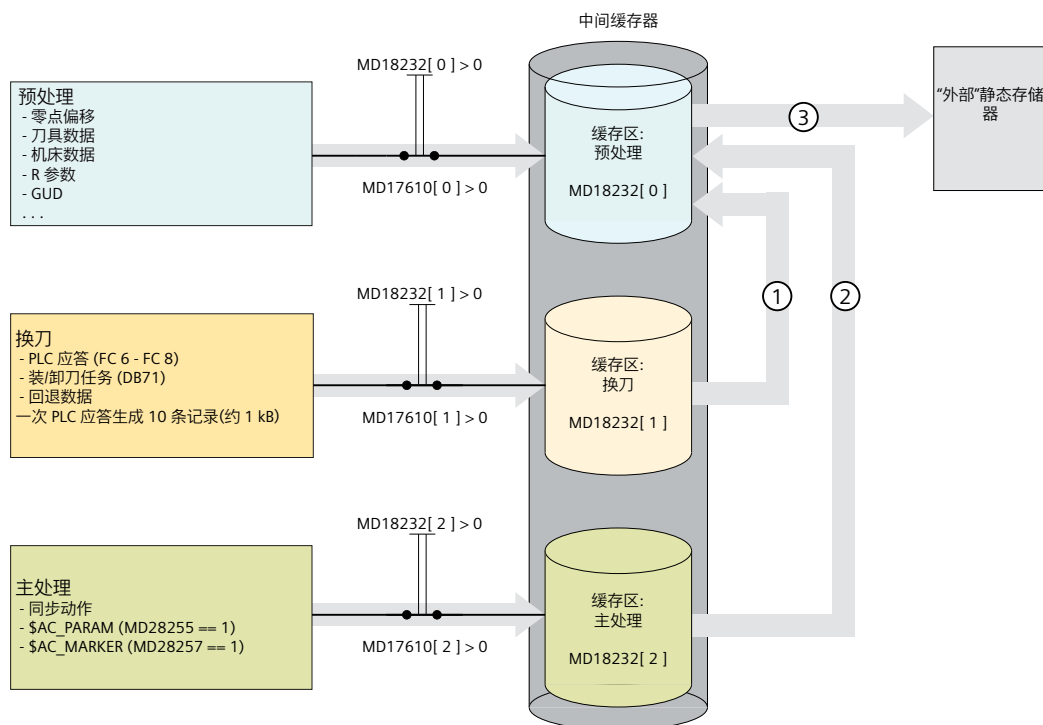 中间缓存器
MD18232[ 0 ] > 0
预处理
- 零点偏移
- 刀具数据
- 机床数据
- R 参数
- GUD
. . .
MD17610[ 0 ] > 0
缓存区:
预处理
MD18232[ 0 ]
③
"外部"静态存储
器
MD18232[ 1 ] > 0
换刀
- PLC 应答 (FC 6 - FC 8)
- 装/卸刀任务 (DB71)
- 回退数据
一次 PLC 应答生成 10 条记录(约 1 kB)
MD17610[ 1 ] > 0
缓存区:
换刀
MD18232[ 1 ]
①
②
MD18232[ 2 ] > 0
主处理
- 同步动作
- $AC_PARAM (MD28255 == 1)
- $AC_MARKER (MD28257 == 1)
MD17610[ 2 ] > 0
缓存区:
主处理
MD18232[ 2 ]